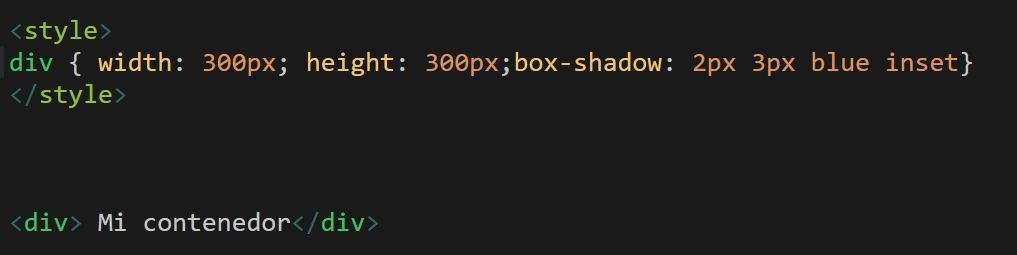 <style>
div { width: 300px; height: 300px;box-shadow: 2px 3px blue inset}
</style>
<div> Mi contenedor</div>